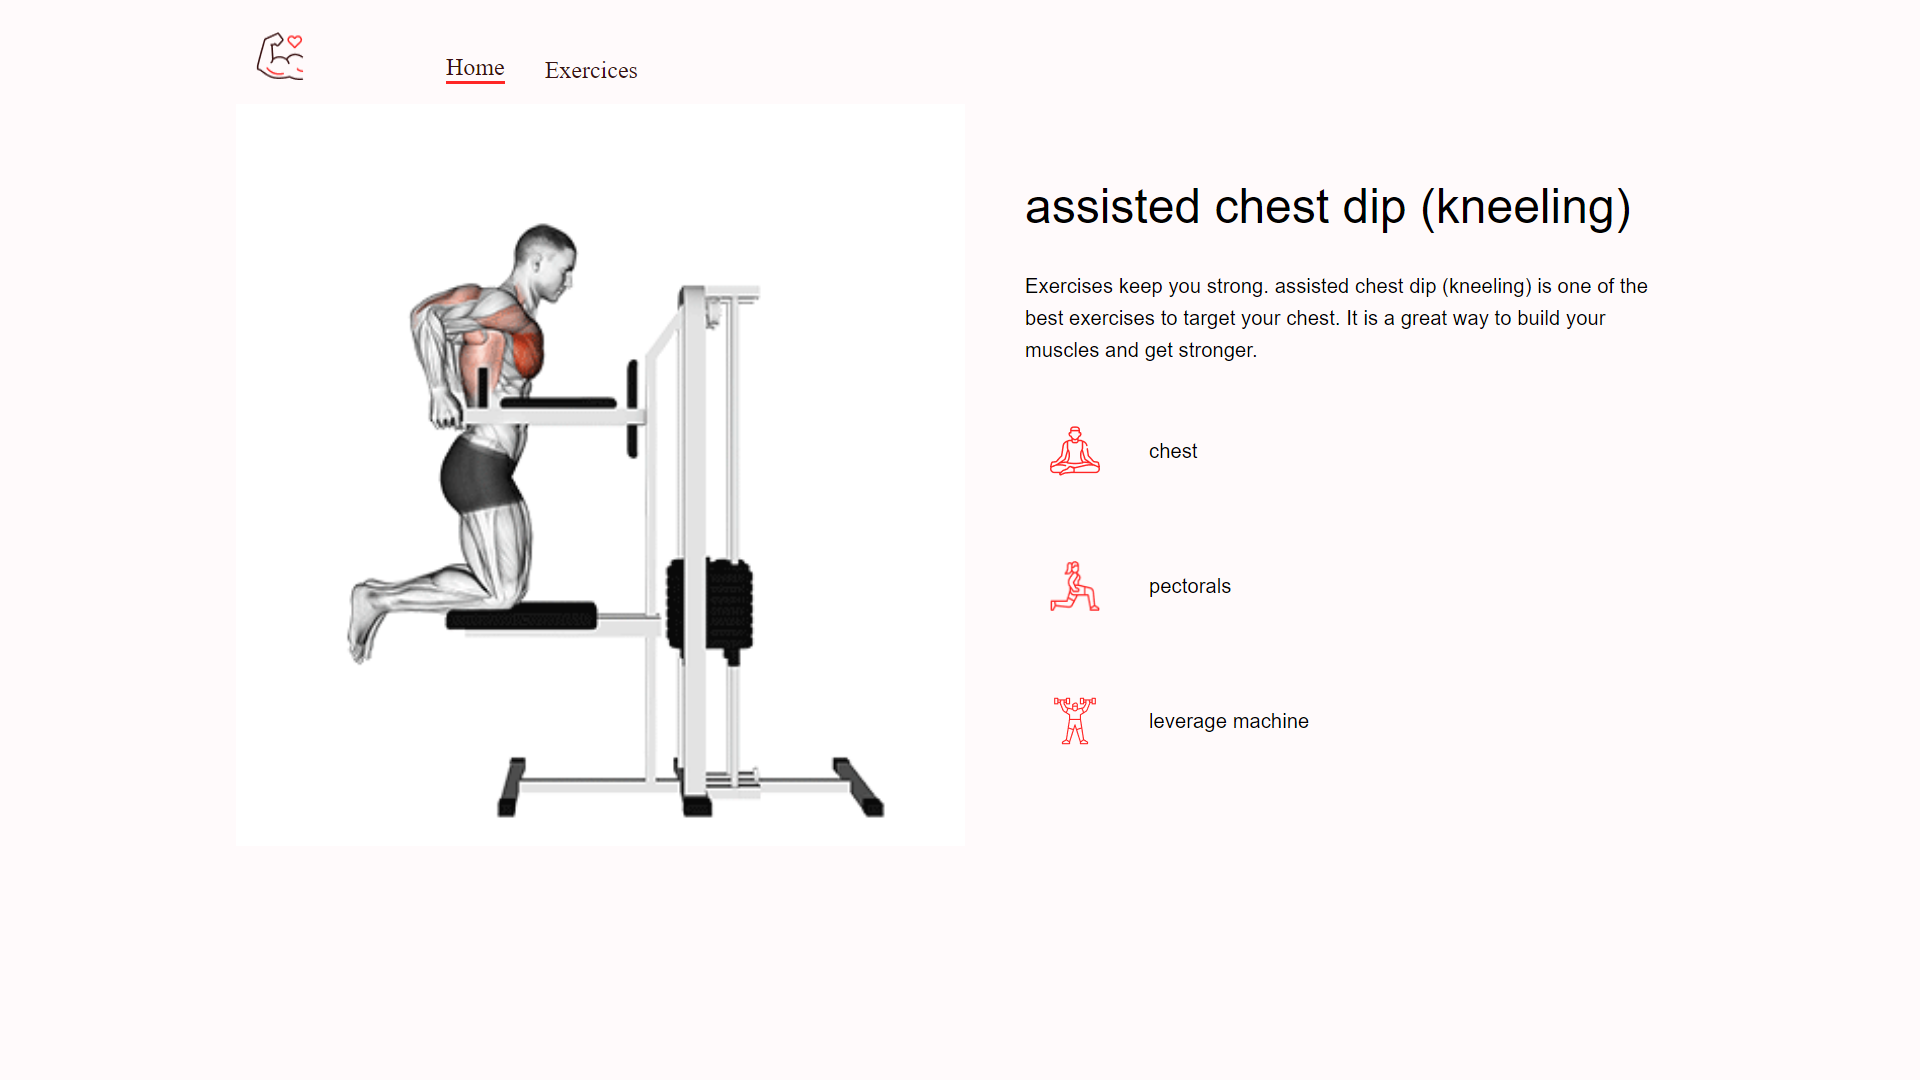 Home
Exercices
assisted chest dip (kneeling)
Exercises keep you strong. assisted chest dip (kneeling) is one of the
best exercises to target your chest. It is a great way to build your
muscles and get stronger.
chest
pectorals
leverage machine